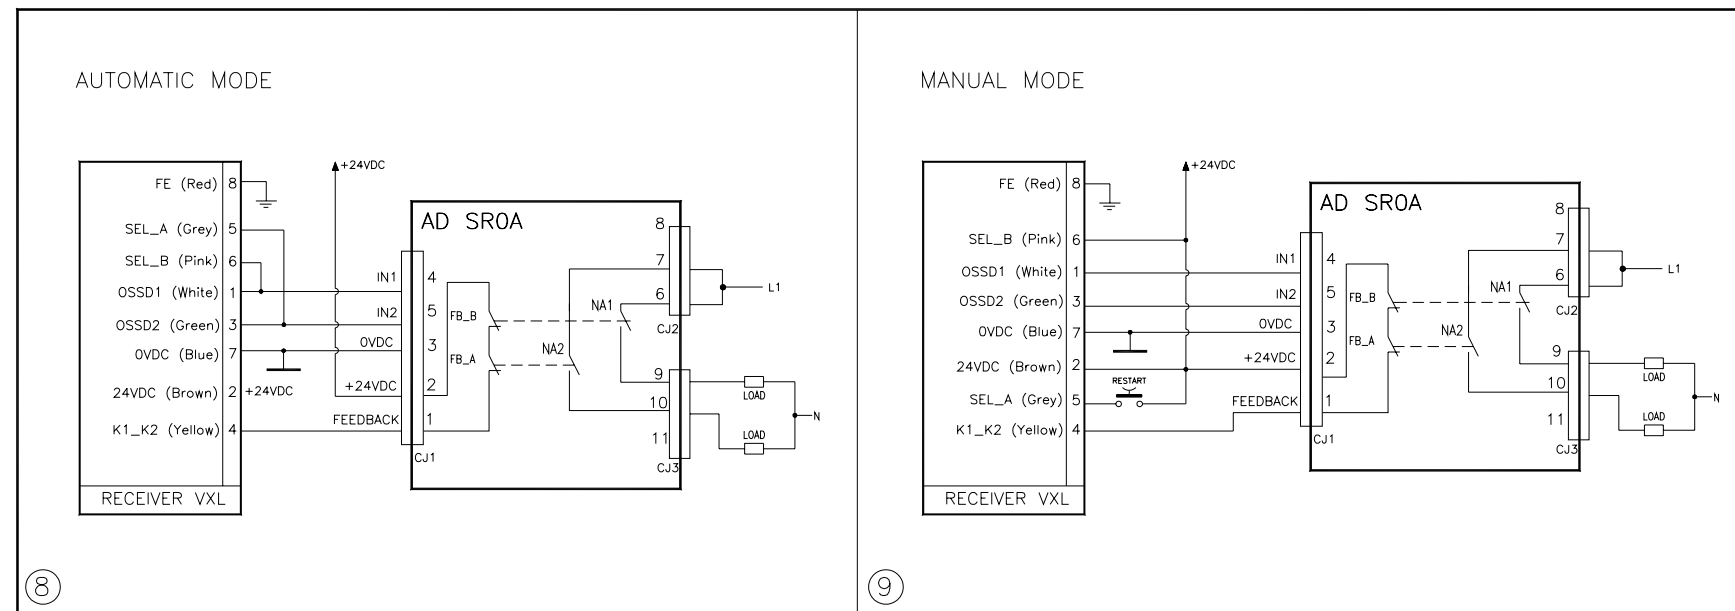 AUTOMATIC MODE
+24VDC
FE (Red) 8
SEL_A (Grey) 5
SEL_B (Pink) 6
OSSD1 (White) 1
OSSD2 (Green) 3
0VDC (Blue) 7
24VDC (Brown) 2 +24VDC
K1_K2 (Yellow) 4
RECEIVER VXL
IN1
IN2
0VDC
+24VDC
FEEDBACK
AD SR0A
4
5
3
2
1
CJ1
FB_B
FB_A
NA1
NA2
8
7
6
CJ2
L1
9
10
11
CJ3
LOAD
LOAD
N
8
MANUAL MODE
+24VDC
FE (Red) 8
SEL_B (Pink) 6
OSSD1 (White) 1
OSSD2 (Green) 3
0VDC (Blue) 7
24VDC (Brown) 2
SEL_A (Grey) 5
K1_K2 (Yellow) 4
RECEIVER VXL
RESTART
IN1
IN2
0VDC
+24VDC
FEEDBACK
AD SR0A
4
5
3
2
1
CJ1
FB_B
FB_A
NA1
NA2
8
7
6
CJ2
L1
9
10
11
CJ3
LOAD
LOAD
N
9